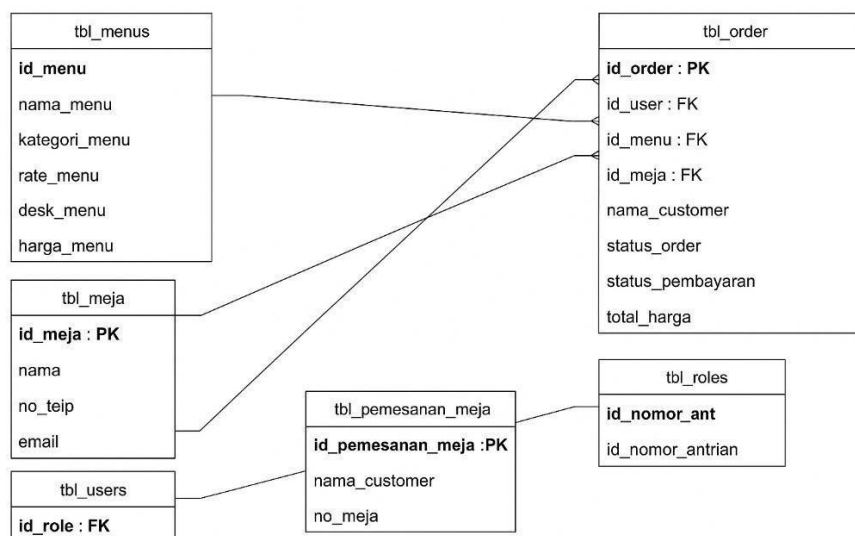 tbl_menus
id_menu
nama_menu
kategori_menu
rate_menu
desk_menu
harga_menu
tbl_order
id_order : PK
id_user : FK
id_menu : FK
id_meja : FK
nama_customer
status_order
status_pembayaran
total_harga
tbl_meja
id_meja : PK
nama
no_teip
email
tbl_pemesanan_meja
id_pemesanan_meja :PK
nama_customer
no_meja
tbl_roles
id_nomor_ant
id_nomor_antrian
tbl_users
id_role : FK